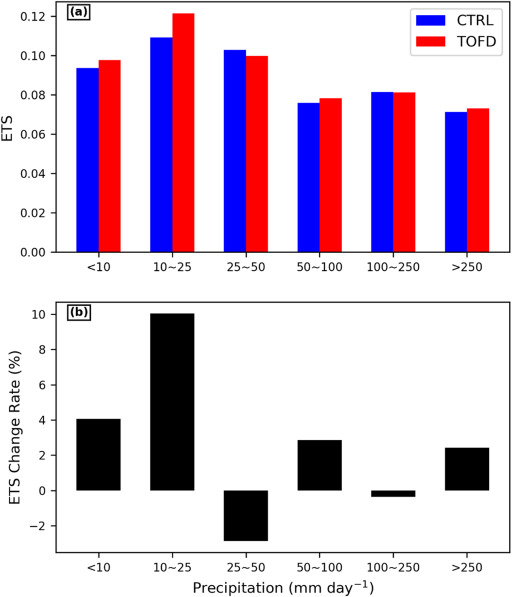 (a)
CTRL
TOFD
ETS
0.12
0.10
0.08
0.06
0.04
0.02
0.00
<10 10~25 25~50 50~100 100~250 >250
(b)
ETS Change Rate (%)
10
8
6
4
2
0
−2
<10 10~25 25~50 50~100 100~250 >250
Precipitation (mm day⁻¹)